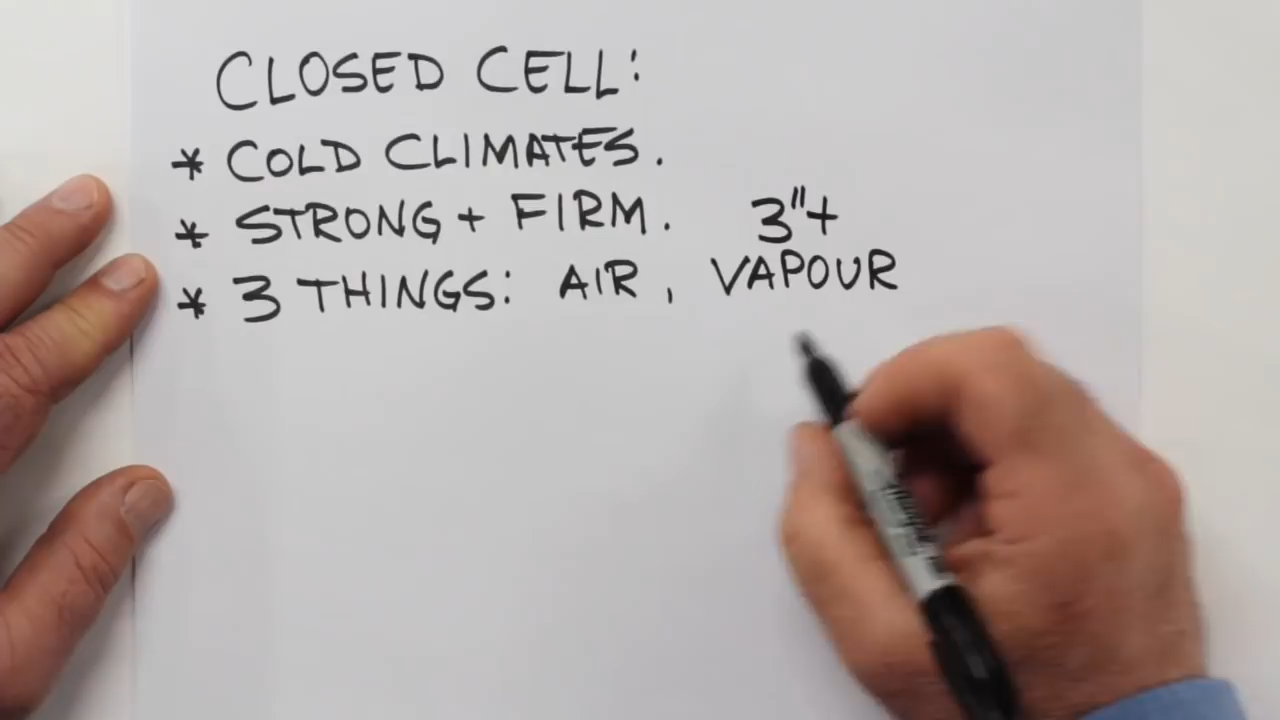 CLOSED CELL:
* COLD CLIMATES.
* STRONG + FIRM. 3"+
* 3 THINGS: AIR, VAPOUR